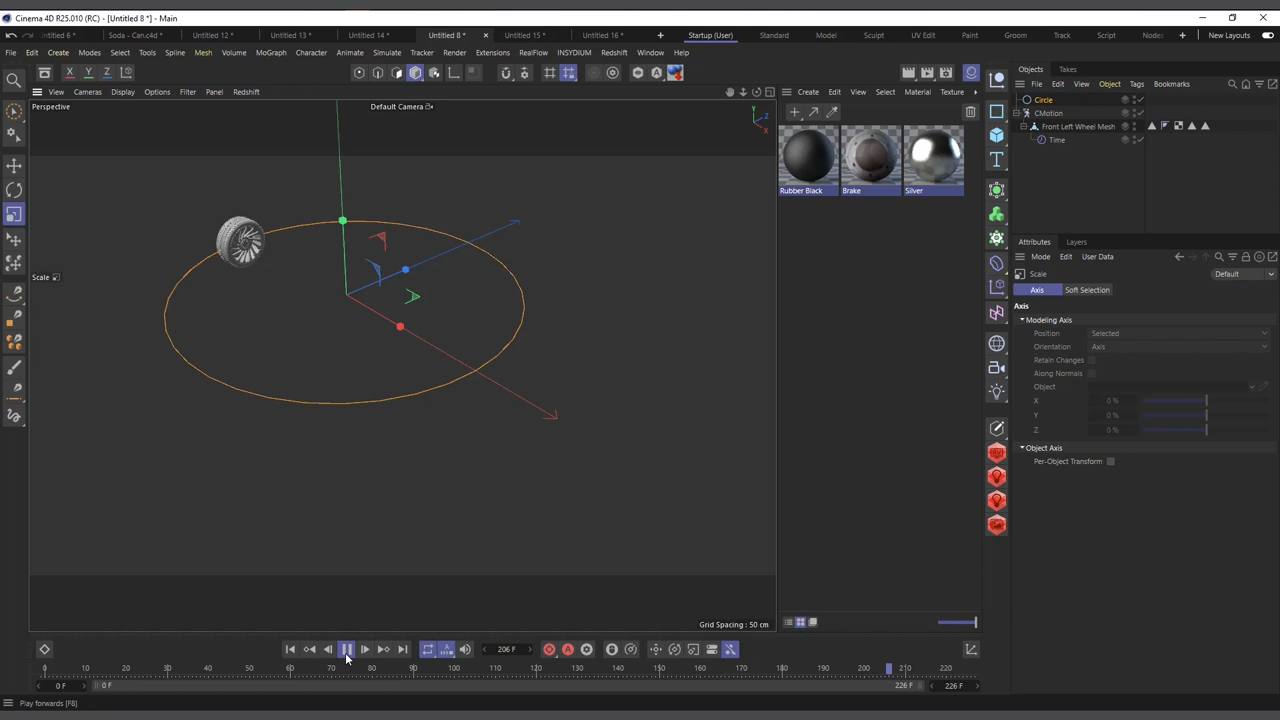 Cinema 4D R25.010 (RC) - [Untitled 8 *] - Main
Untitled 6 * Soda - Can.c4d * Untitled 12 * Untitled 13 * Untitled 14 * Untitled 8 * Untitled 15 * Untitled 16 * Startup (User) Standard Model Sculpt UV Edit Paint Groom Track Script Nodes New Layouts
File Edit Create Modes Select Tools Spline Mesh Volume MoGraph Character Animate Simulate Tracker Render Extensions RealFlow INSYDIUM Redshift Window Help
X Y Z
Objects Takes
File Edit View Object Tags Bookmarks
View Cameras Display Options Filter Panel Redshift
Create Edit View Select Material Texture
Perspective
Default Camera
Y
Z
X
Circle
CMotion
Front Left Wheel Mesh
Time
Rubber Black Brake Silver
Attributes Layers
Mode Edit User Data
Scale
Scale Default
Axis Soft Selection
Axis
Modeling Axis
Position Selected
Orientation Axis
Retain Changes
Along Normals
Object
X 0 %
Y 0 %
Z 0 %
Object Axis
Per-Object Transform
Grid Spacing : 50 cm
206 F
0 10 20 30 40 50 60 70 80 90 100 110 120 130 140 150 160 170 180 190 200 210 220
0 F 0 F 226 F 226 F
Play forwards [F8]